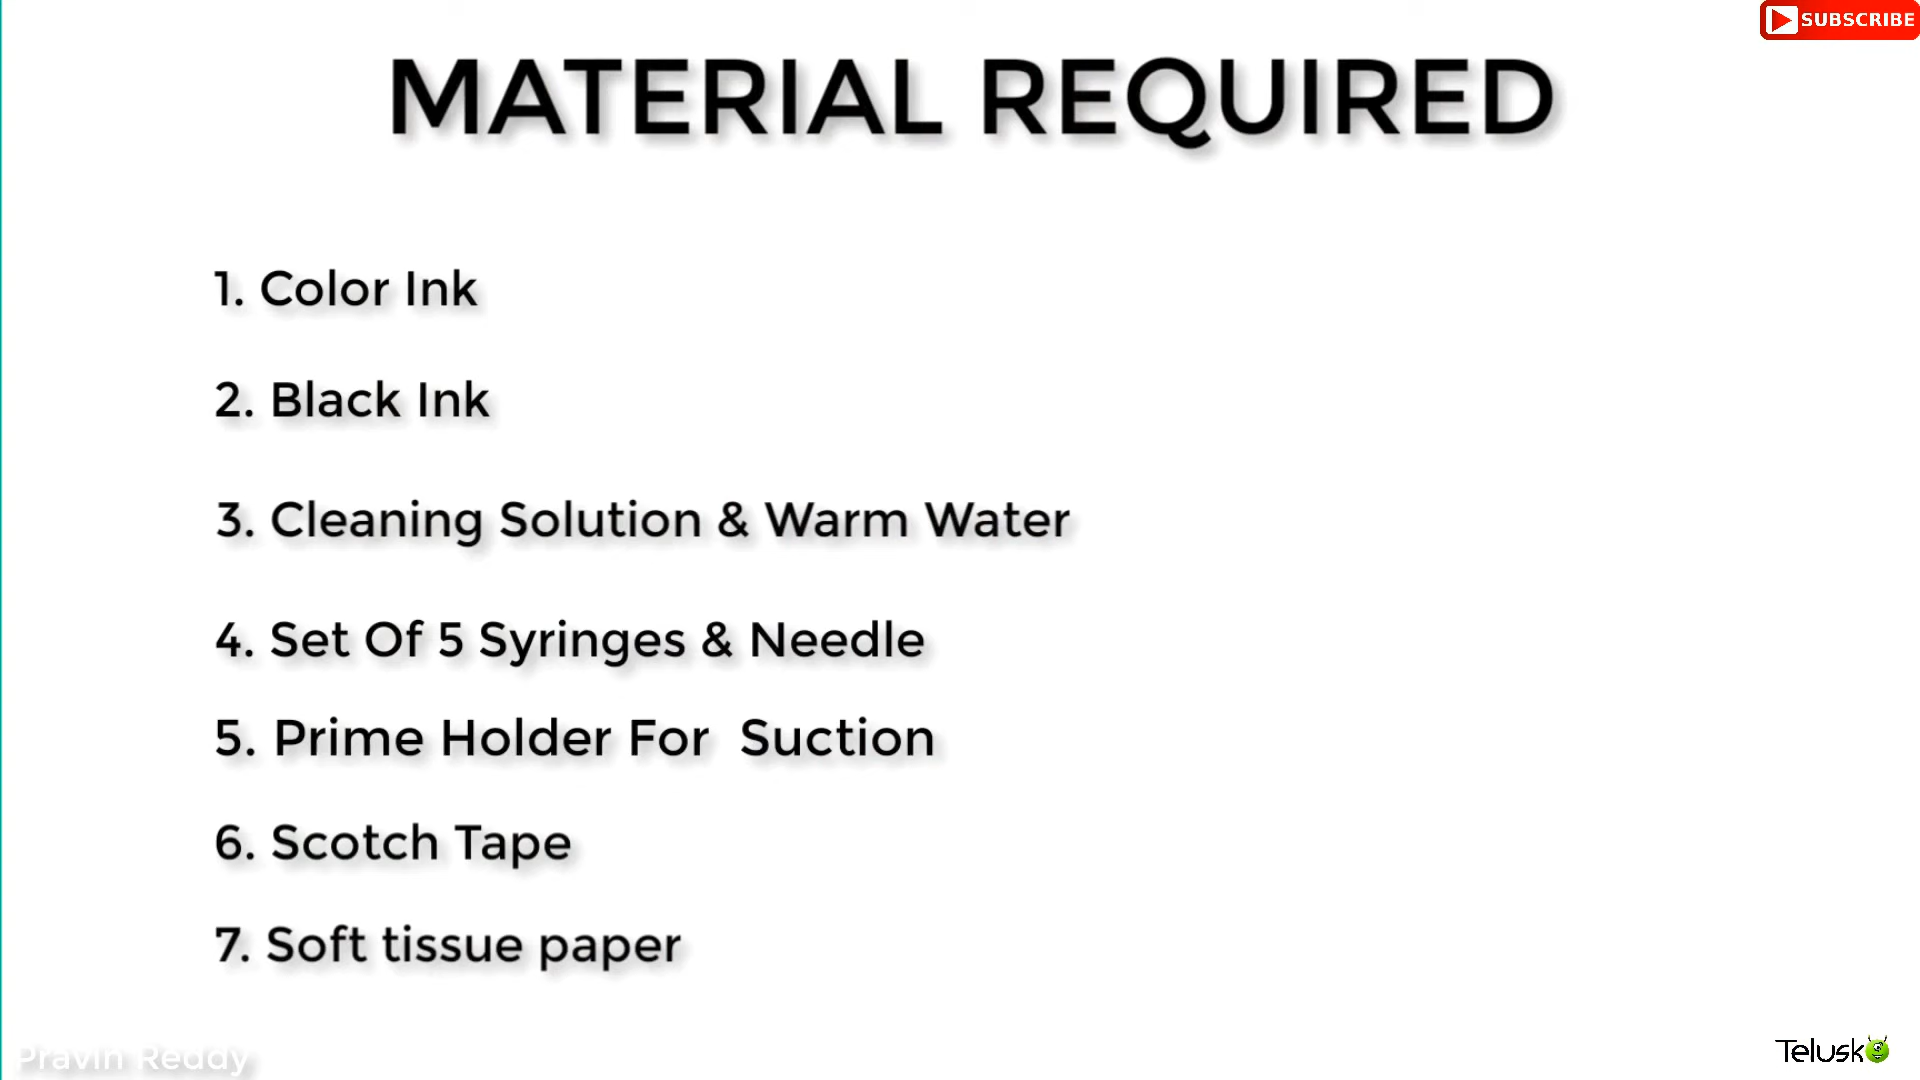 SUBSCRIBE
MATERIAL REQUIRED
1. Color Ink
2. Black Ink
3. Cleaning Solution & Warm Water
4. Set Of 5 Syringes & Needle
5. Prime Holder For  Suction
6. Scotch Tape
7. Soft tissue paper
Pravin Reddy
Telusko